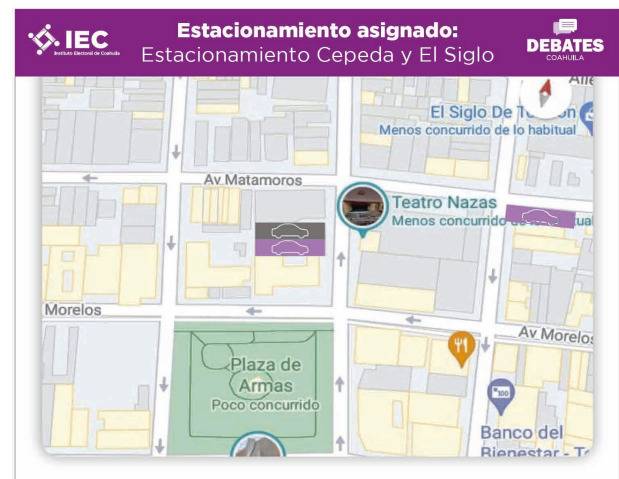 IEC
Instituto Electoral de Coahuila
Estacionamiento asignado:
Estacionamiento Cepeda y El Siglo
DEBATES
COAHUILA
El Siglo De
Menos concurrido de lo habitual
Av Matamoros
Teatro Nazas
Menos concurrido
Morelos
Av Morelos
Plaza de
Armas
Poco concurrido
Banco del
Bienestar